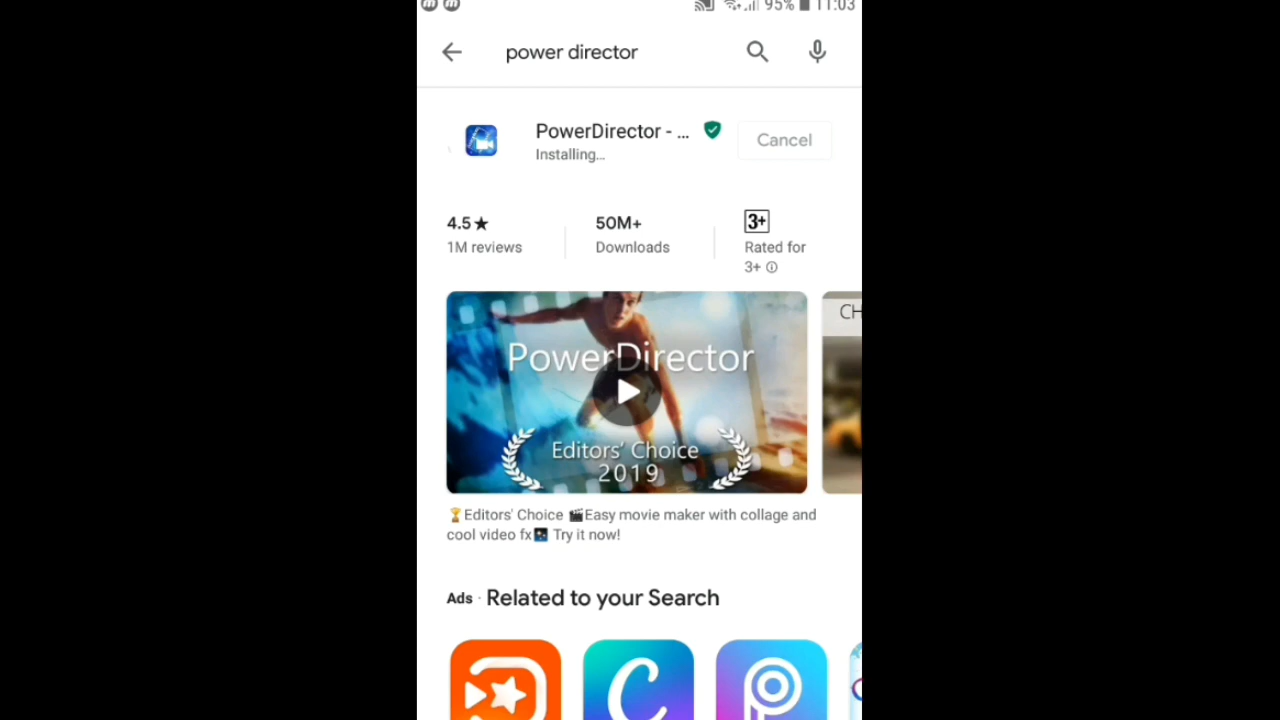 95% 11:03
power director
PowerDirector - ...
Cancel
Installing...
4.5★
50M+
3+
1M reviews
Downloads
Rated for
3+
CH
PowerDirector
Editors' Choice
2019
🏆Editors' Choice 🎬Easy movie maker with collage and
cool video fx🎆 Try it now!
Ads · Related to your Search